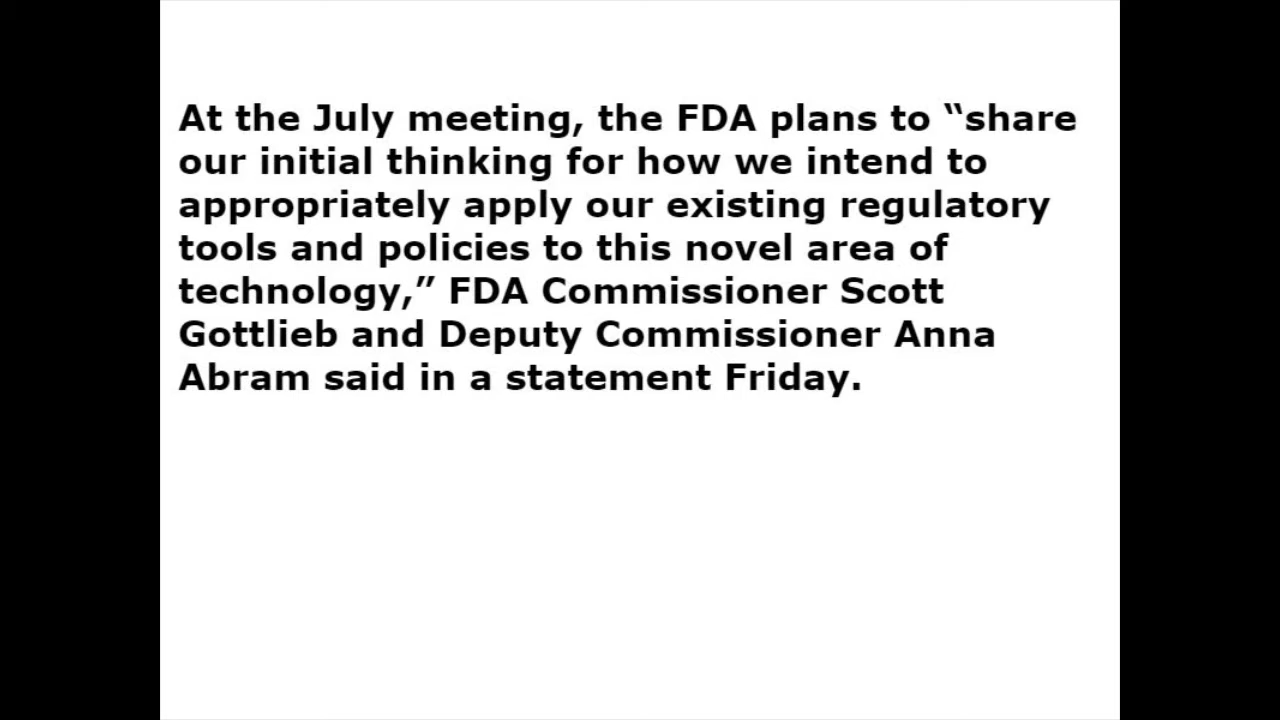 At the July meeting, the FDA plans to “share
our initial thinking for how we intend to
appropriately apply our existing regulatory
tools and policies to this novel area of
technology,” FDA Commissioner Scott
Gottlieb and Deputy Commissioner Anna
Abram said in a statement Friday.